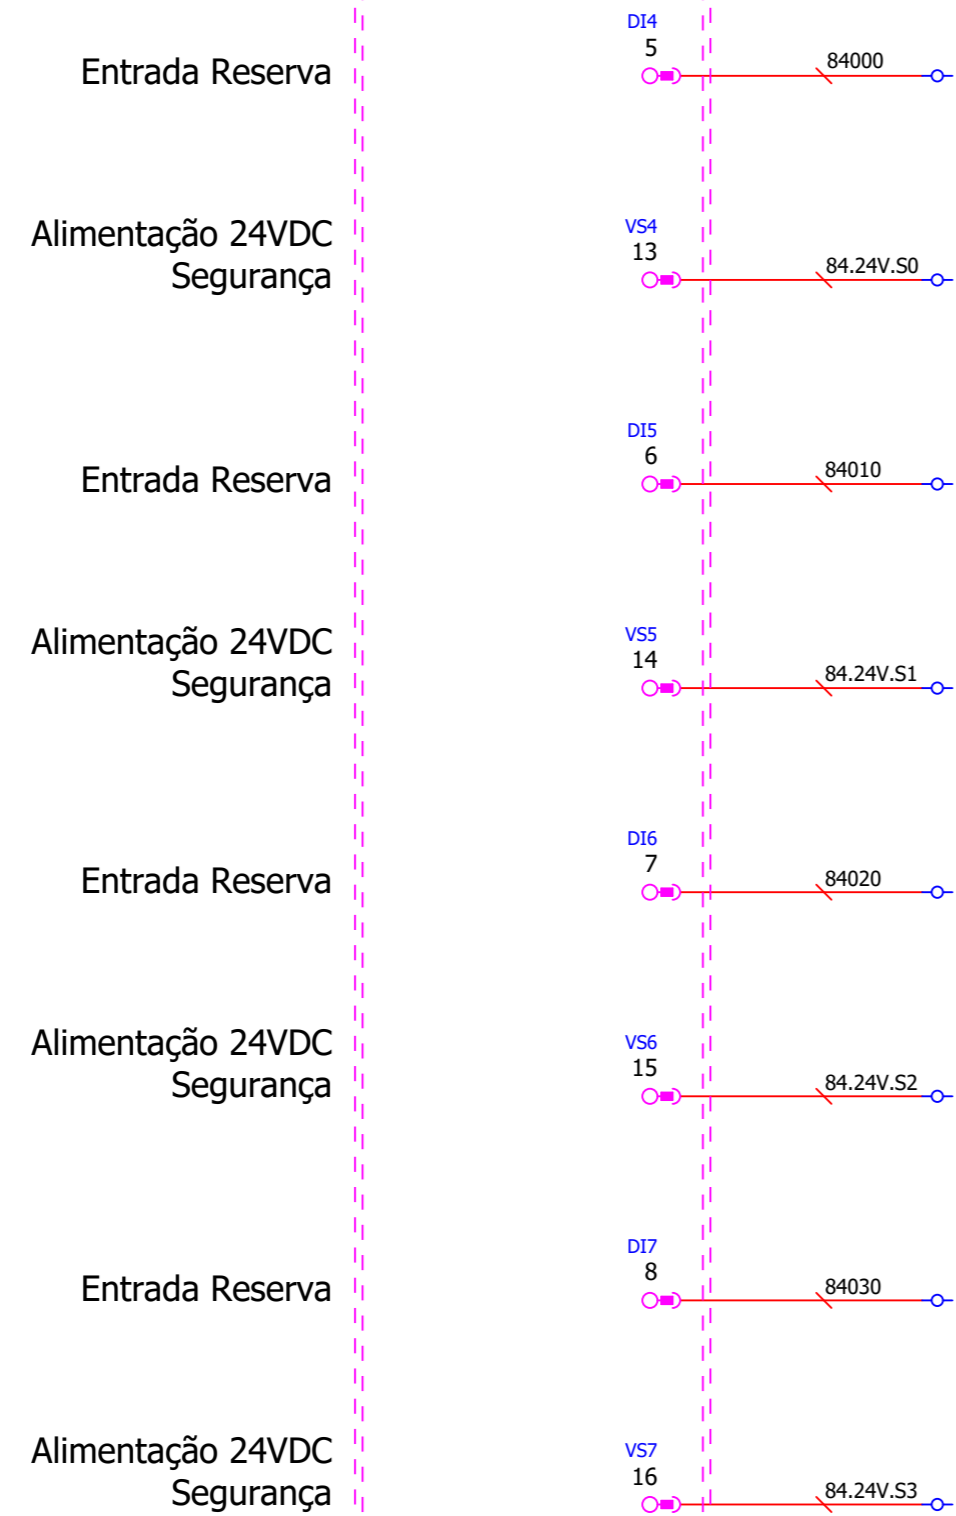 DI4
5
Entrada Reserva
84000
VS4
Alimentação 24VDC
13
Segurança
84.24V.S0
DI5
6
Entrada Reserva
84010
VS5
Alimentação 24VDC
14
Segurança
84.24V.S1
DI6
7
Entrada Reserva
84020
VS6
Alimentação 24VDC
15
Segurança
84.24V.S2
DI7
8
Entrada Reserva
84030
VS7
Alimentação 24VDC
16
Segurança
84.24V.S3